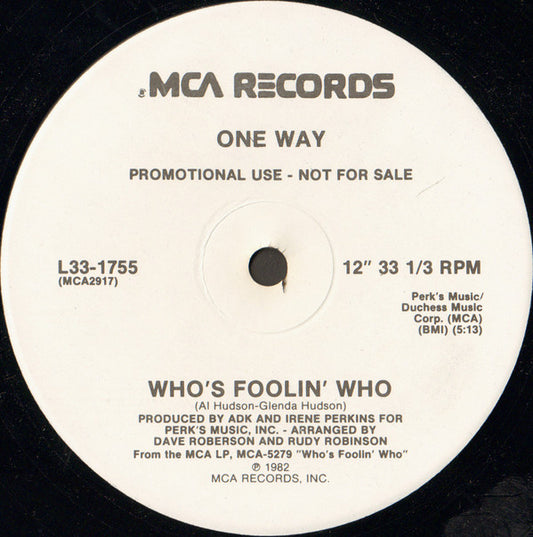 MCA RECORDS
ONE WAY
PROMOTIONAL USE - NOT FOR SALE
L33-1755
(MCA2917)
12" 33 1/3 RPM
Perk's Music/
Duchess Music
Corp. (MCA)
(BMI) (5:13)
WHO'S FOOLIN' WHO
(Al Hudson-Glenda Hudson)
PRODUCED BY ADK AND IRENE PERKINS FOR
PERK'S MUSIC, INC. - ARRANGED BY
DAVE ROBERSON AND RUDY ROBINSON
From the MCA LP, MCA-5279 "Who's Foolin' Who"
℗ 1982
MCA RECORDS, INC.